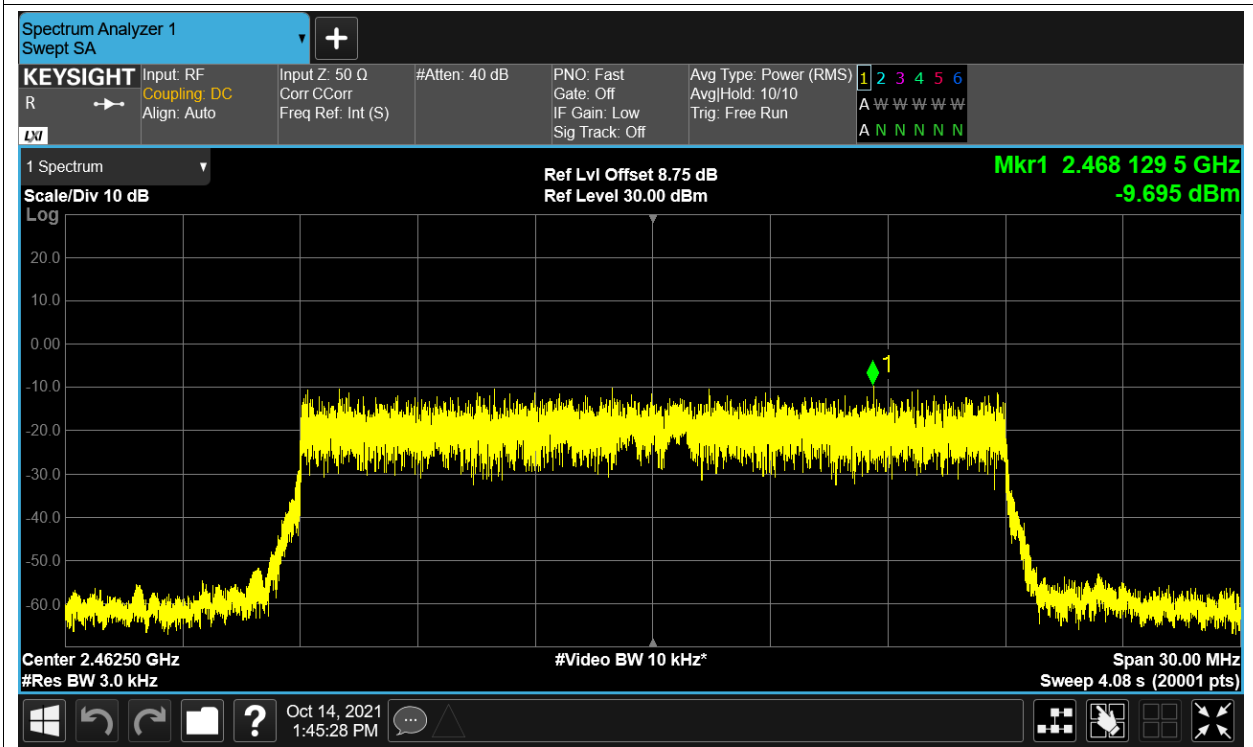 Spectrum Analyzer 1
Swept SA
KEYSIGHT
R
LXI
Input: RF
Coupling: DC
Align: Auto
Input Z: 50 Ω
Corr CCorr
Freq Ref: Int (S)
#Atten: 40 dB
PNO: Fast
Gate: Off
IF Gain: Low
Sig Track: Off
Avg Type: Power (RMS)
Avg|Hold: 10/10
Trig: Free Run
1 2 3 4 5 6
A W W W W W
A N N N N N
1 Spectrum
Scale/Div 10 dB
Log
Ref Lvl Offset 8.75 dB
Ref Level 30.00 dBm
Mkr1 2.468 129 5 GHz
-9.695 dBm
20.0
10.0
0.00
-10.0
-20.0
-30.0
-40.0
-50.0
-60.0
1
Center 2.46250 GHz
#Res BW 3.0 kHz
#Video BW 10 kHz*
Span 30.00 MHz
Sweep 4.08 s (20001 pts)
?
Oct 14, 2021
1:45:28 PM